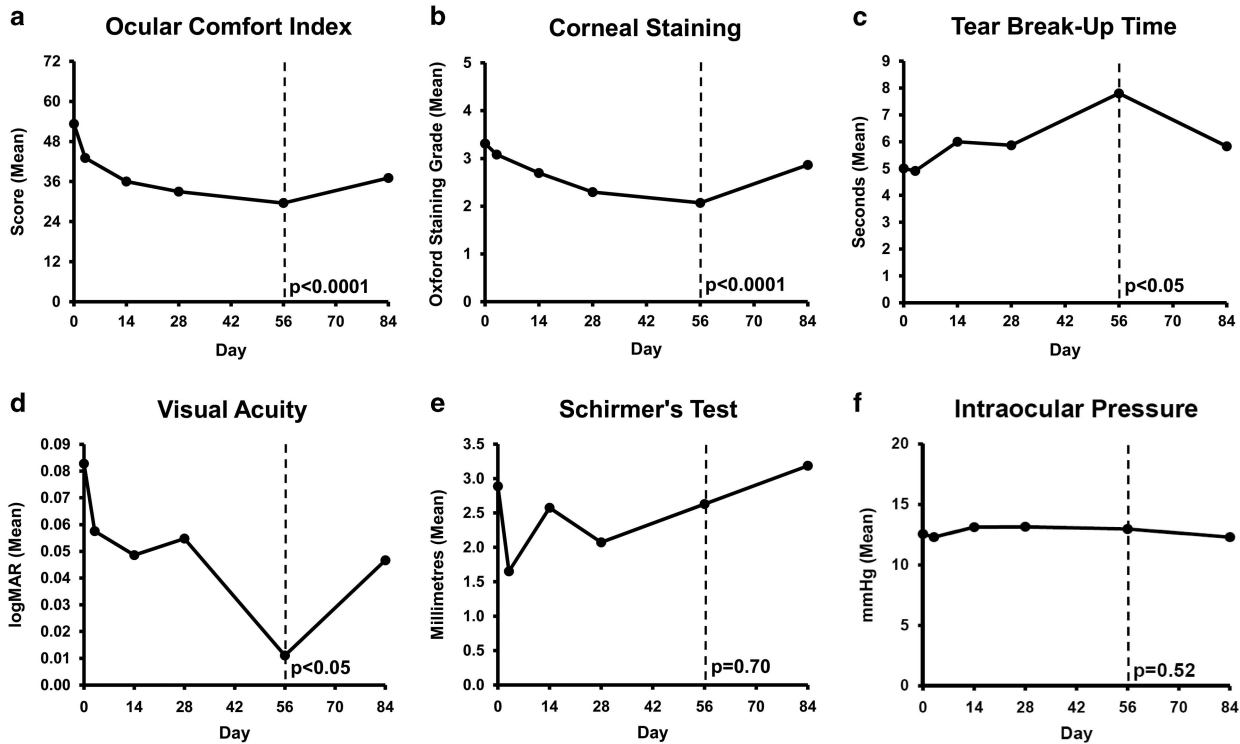 a
Ocular Comfort Index
Score (Mean)
72
60
48
36
24
12
0
p<0.0001
0 14 28 42 56 70 84
Day
b
Corneal Staining
Oxford Staining Grade (Mean)
5
4
3
2
1
0
p<0.0001
0 14 28 42 56 70 84
Day
c
Tear Break-Up Time
Seconds (Mean)
9
8
7
6
5
4
3
2
1
0
p<0.05
0 14 28 42 56 70 84
Day
d
Visual Acuity
logMAR (Mean)
0.09
0.08
0.07
0.06
0.05
0.04
0.03
0.02
0.01
0.00
p<0.05
0 14 28 42 56 70 84
Day
e
Schirmer's Test
Millimetres (Mean)
3.5
3.0
2.5
2.0
1.5
1.0
0.5
0.0
p=0.70
0 14 28 42 56 70 84
Day
f
Intraocular Pressure
mmHg (Mean)
20
15
10
5
0
p=0.52
0 14 28 42 56 70 84
Day